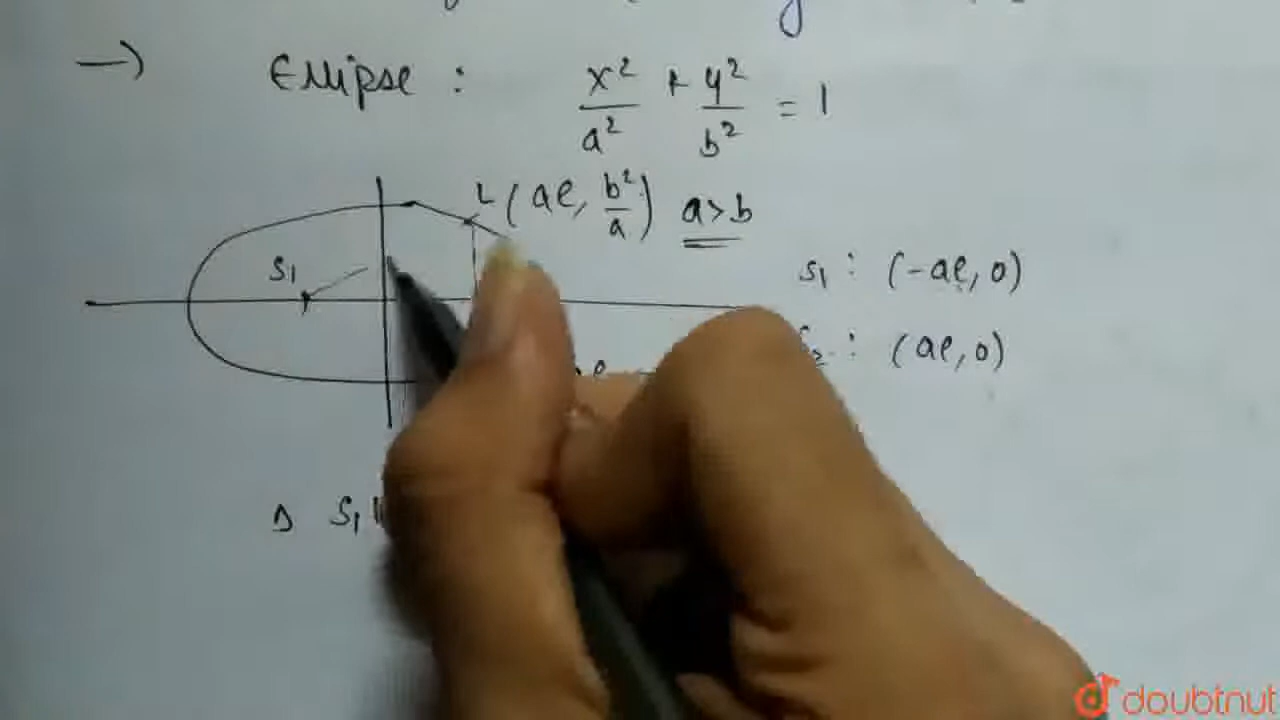 → Ellipse : x²/a² + y²/b² = 1
L (ae, b²/a) a>b
S₁ S₁ : (-ae, 0)
: (ae, 0)
Δ S₁
doubtnut